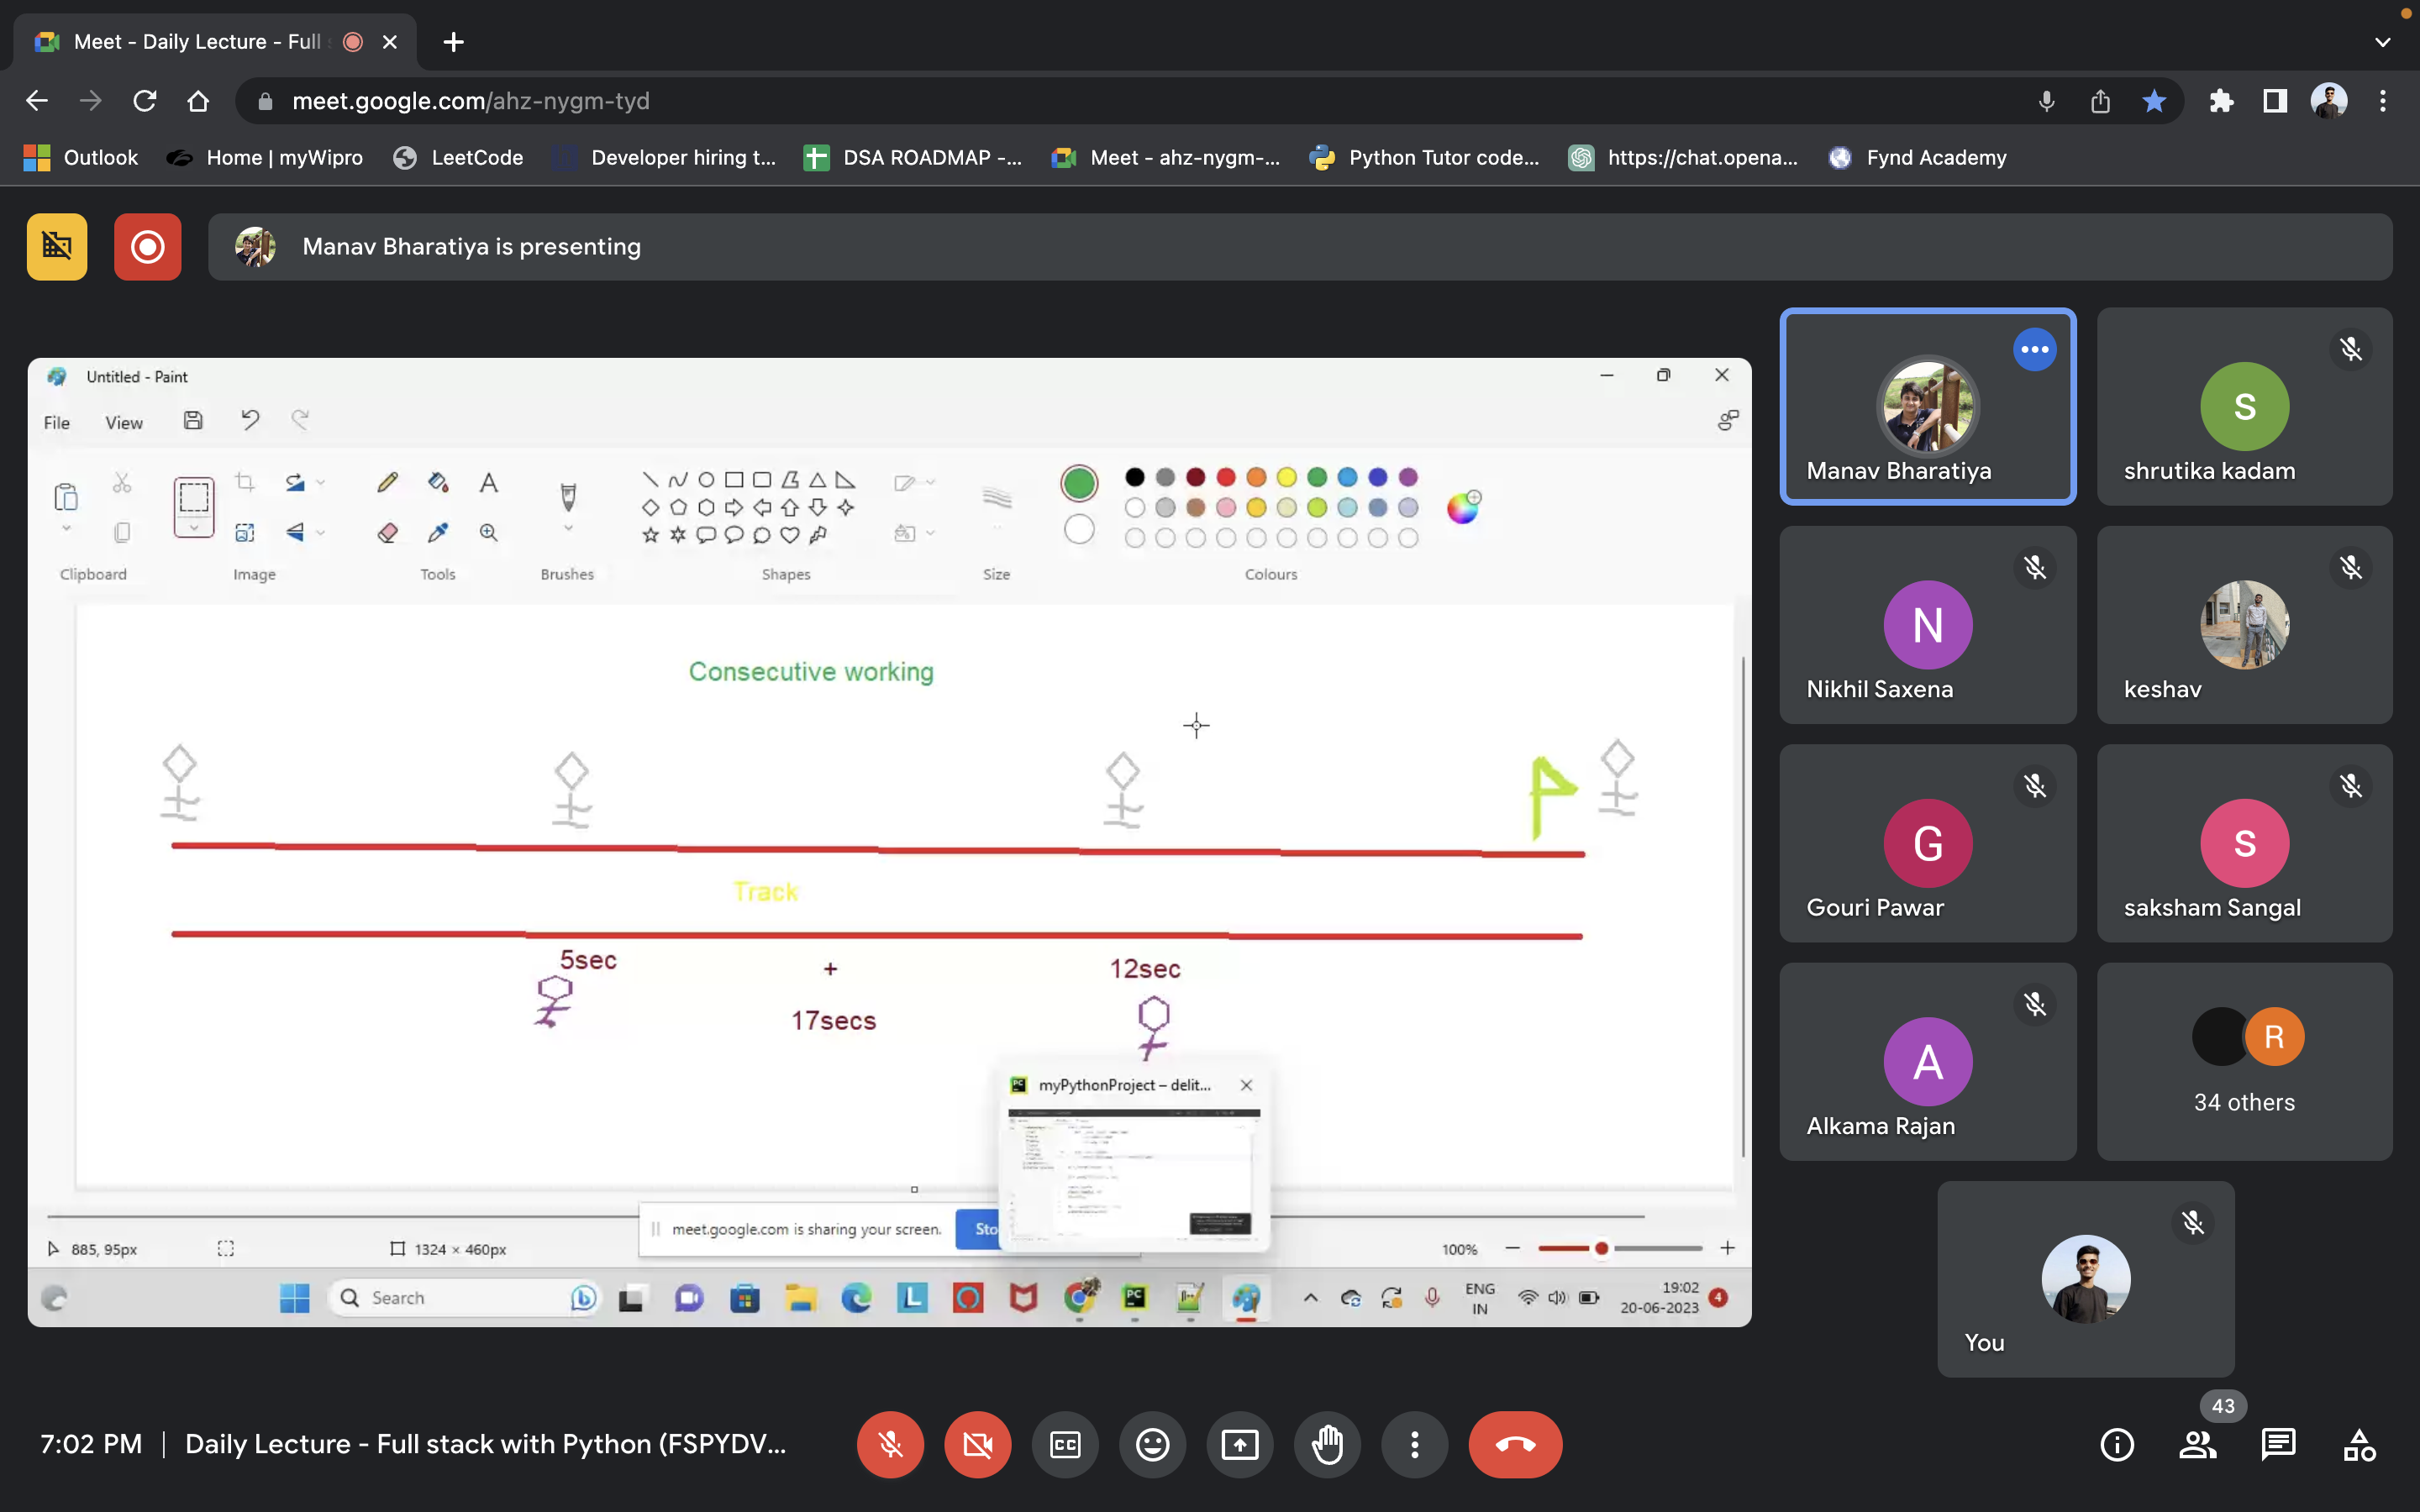 Meet - Daily Lecture - Full
meet.google.com/ahz-nygm-tyd
Outlook
Home | myWipro
LeetCode
Developer hiring t...
DSA ROADMAP -...
Meet - ahz-nygm-...
Python Tutor code...
https://chat.opena...
Fynd Academy
Manav Bharatiya is presenting
Untitled - Paint
File
View
Clipboard
Image
Tools
Brushes
Shapes
Size
Colours
Consecutive working
Track
5sec
+
12sec
17secs
PC
myPythonProject – delit...
meet.google.com is sharing your screen.
Sto
885, 95px
1324 × 460px
100%
Search
ENG
IN
19:02
20-06-2023
4
Manav Bharatiya
S
shrutika kadam
N
Nikhil Saxena
keshav
G
Gouri Pawar
S
saksham Sangal
A
Alkama Rajan
R
34 others
You
7:02 PM
Daily Lecture - Full stack with Python (FSPYDV...
CC
43